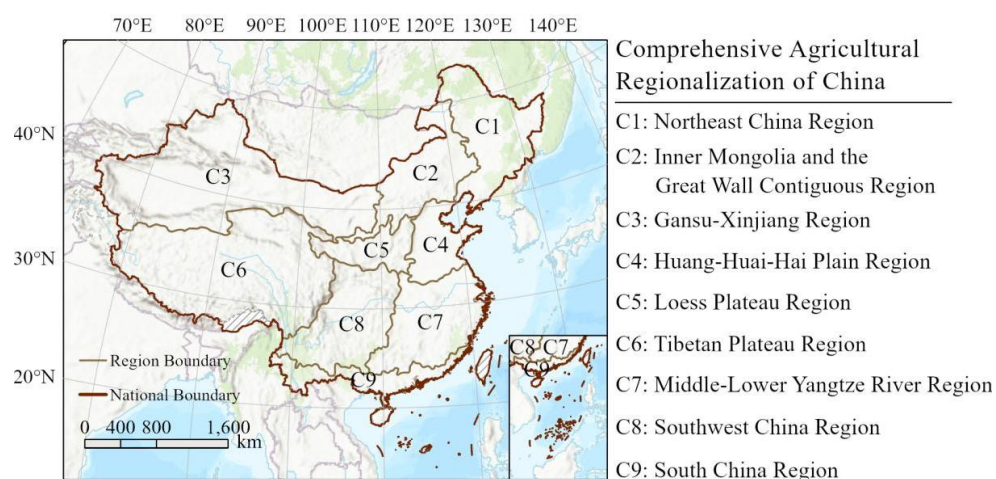 70°E 80°E 90°E 100°E 110°E 120°E 130°E 140°E
40°N
30°N
20°N
C1
C2
C3
C4
C5
C6
C7
C8
C9
Region Boundary
National Boundary
0 400 800 1,600
km
C8 C7
C9
Comprehensive Agricultural
Regionalization of China
C1: Northeast China Region
C2: Inner Mongolia and the
Great Wall Contiguous Region
C3: Gansu-Xinjiang Region
C4: Huang-Huai-Hai Plain Region
C5: Loess Plateau Region
C6: Tibetan Plateau Region
C7: Middle-Lower Yangtze River Region
C8: Southwest China Region
C9: South China Region